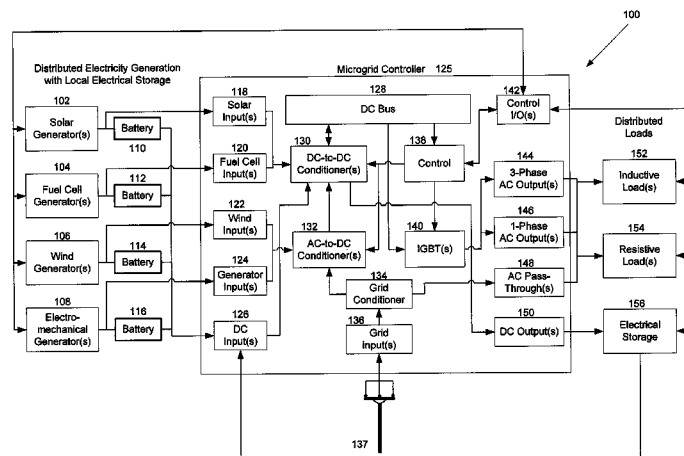 100
Distributed Electricity Generation
with Local Electrical Storage
Microgrid Controller 125
102
Solar
Generator(s)
Battery
110
104
Fuel Cell
Generator(s)
112
Battery
106
Wind
Generator(s)
114
Battery
108
Electro-
mechanical
Generator(s)
116
Battery
118
Solar
Input(s)
120
Fuel Cell
Input(s)
122
Wind
Input(s)
124
Generator
Input(s)
126
DC
Input(s)
128
DC Bus
130
DC-to-DC
Conditioner(s)
132
AC-to-DC
Conditioner(s)
138
Control
140
IGBT(s)
134
Grid
Conditioner
136
Grid
Input(s)
137
142
Control
I/O(s)
144
3-Phase
AC Output(s)
146
1-Phase
AC Output(s)
148
AC Pass-
Through(s)
150
DC Output(s)
Distributed
Loads
152
Inductive
Load(s)
154
Resistive
Load(s)
156
Electrical
Storage